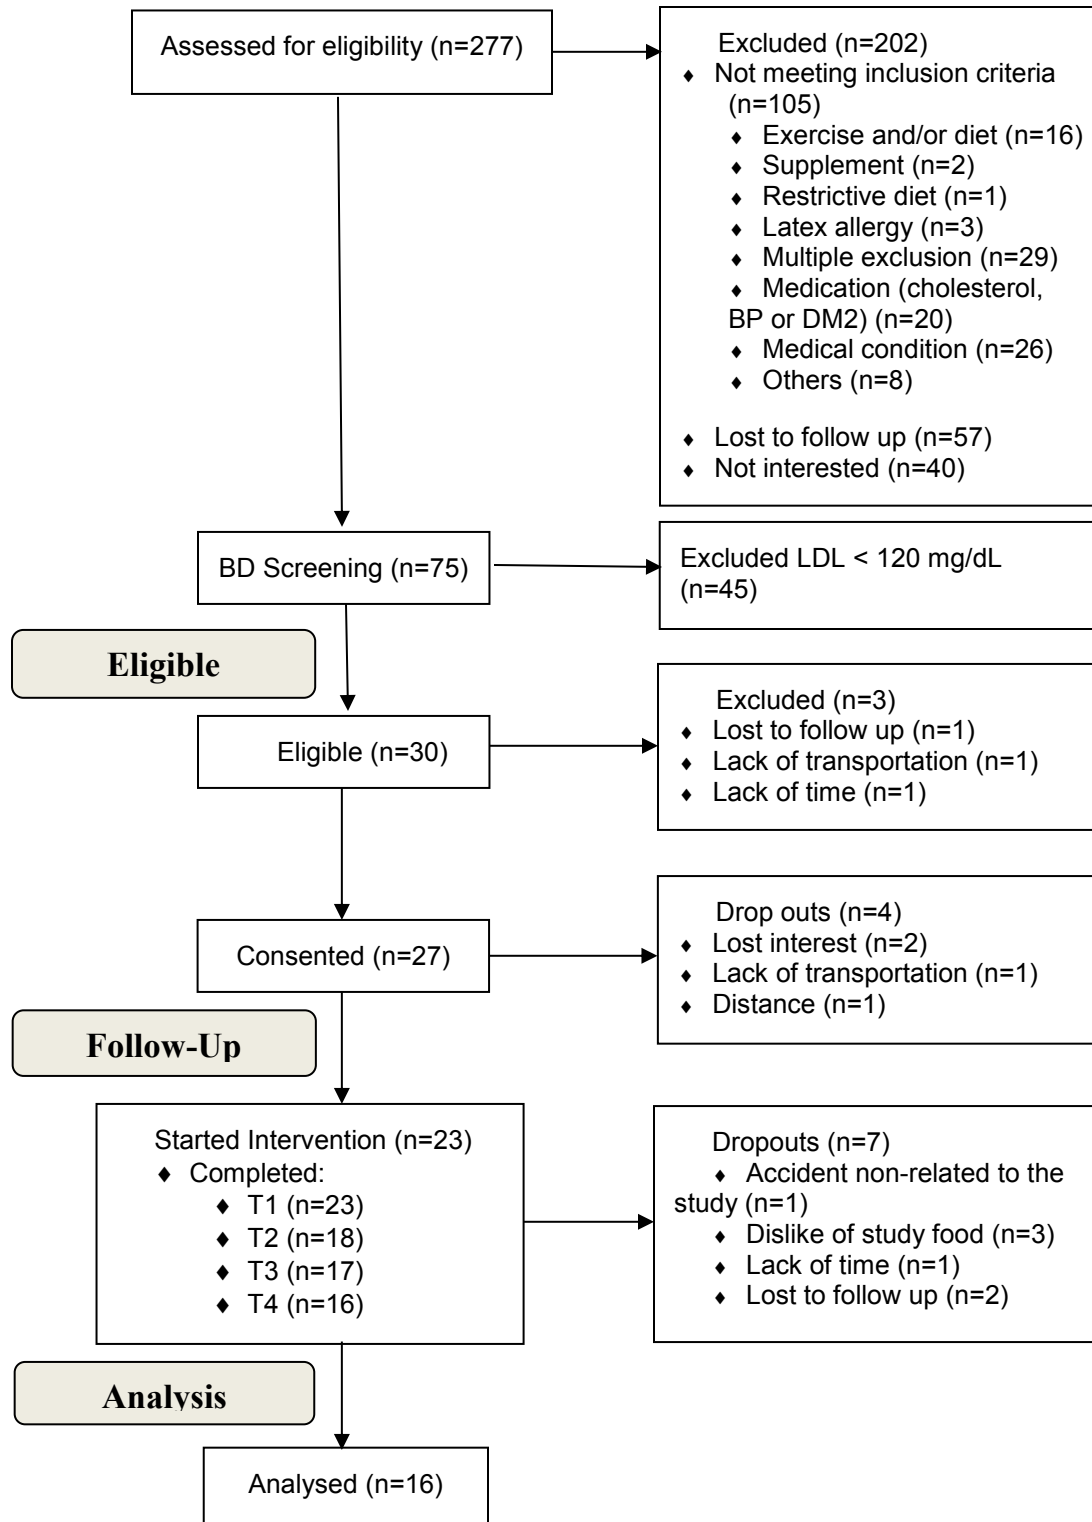 Assessed for eligibility (n=277)
Excluded (n=202)
♦ Not meeting inclusion criteria
(n=105)
♦ Exercise and/or diet (n=16)
♦ Supplement (n=2)
♦ Restrictive diet (n=1)
♦ Latex allergy (n=3)
♦ Multiple exclusion (n=29)
♦ Medication (cholesterol,
BP or DM2) (n=20)
♦ Medical condition (n=26)
♦ Others (n=8)
♦ Lost to follow up (n=57)
♦ Not interested (n=40)
BD Screening (n=75)
Excluded LDL < 120 mg/dL
(n=45)
Eligible
Eligible (n=30)
Excluded (n=3)
♦ Lost to follow up (n=1)
♦ Lack of transportation (n=1)
♦ Lack of time (n=1)
Consented (n=27)
Drop outs (n=4)
♦ Lost interest (n=2)
♦ Lack of transportation (n=1)
♦ Distance (n=1)
Follow-Up
Started Intervention (n=23)
♦ Completed:
♦ T1 (n=23)
♦ T2 (n=18)
♦ T3 (n=17)
♦ T4 (n=16)
Dropouts (n=7)
♦ Accident non-related to the
study (n=1)
♦ Dislike of study food (n=3)
♦ Lack of time (n=1)
♦ Lost to follow up (n=2)
Analysis
Analysed (n=16)